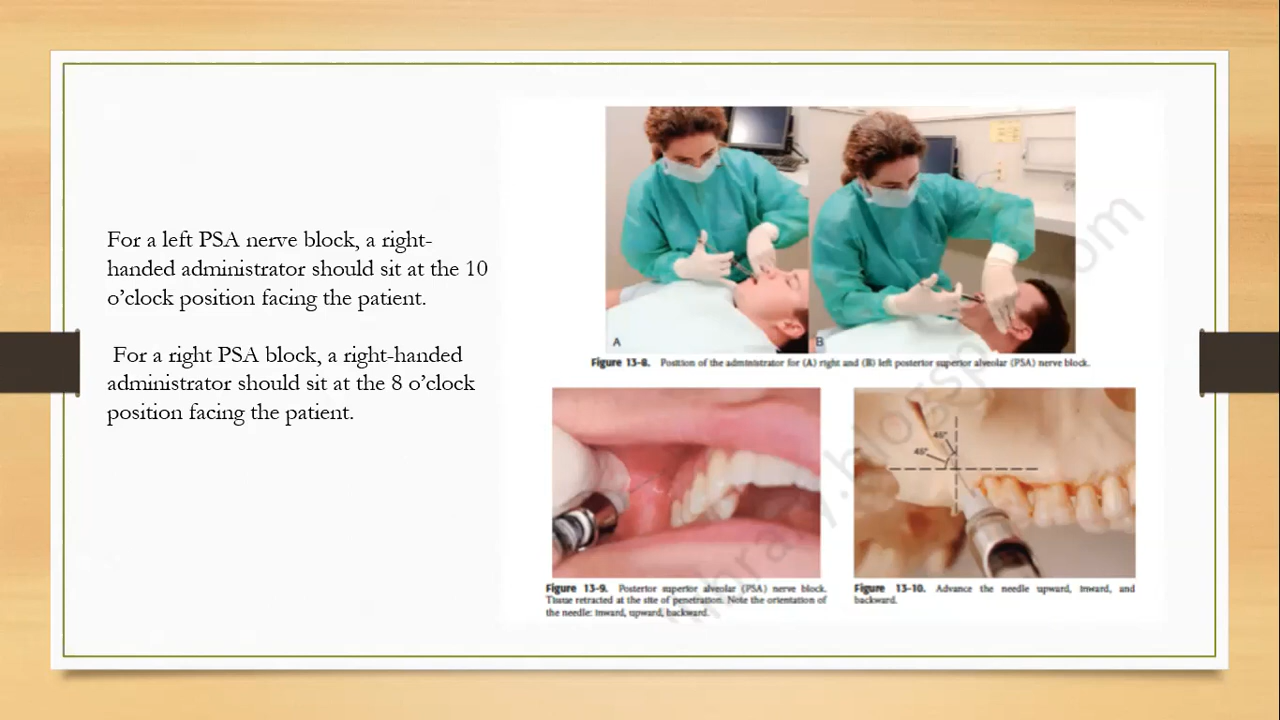 For a left PSA nerve block, a right-
handed administrator should sit at the 10
o’clock position facing the patient.
For a right PSA block, a right-handed
administrator should sit at the 8 o’clock
position facing the patient.
A
B
Figure 13-8. Position of the administrator for (A) right and (B) left posterior superior alveolar (PSA) nerve block.
45°
45°
Figure 13-9. Posterior superior alveolar (PSA) nerve block.
Tissue retracted at the site of penetration. Note the orientation of
the needle: inward, upward, backward.
Figure 13-10. Advance the needle upward, inward, and
backward.